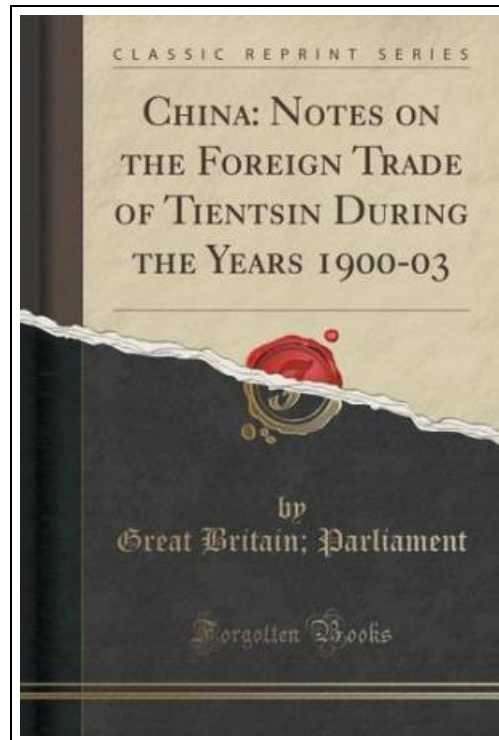 CLASSIC REPRINT SERIES
CHINA: NOTES ON
THE FOREIGN TRADE
OF TIENTSIN DURING
THE YEARS 1900-03
by
Great Britain; Parliament
Forgotten Books